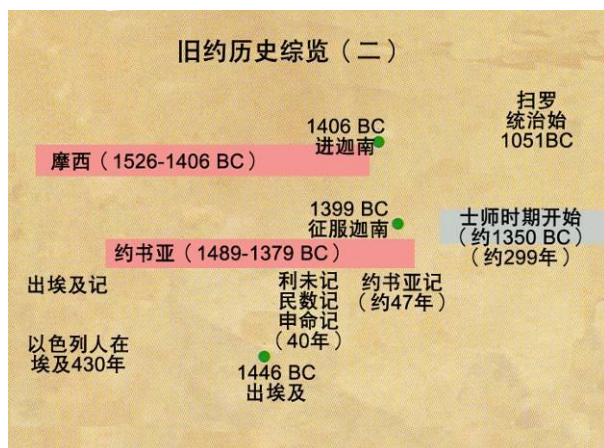 旧约历史综览（二）
扫罗
统治始
1051BC
1406 BC
进迦南
摩西（1526-1406 BC）
1399 BC
征服迦南
士师时期开始
（约1350 BC）
（约299年）
约书亚（1489-1379 BC）
出埃及记
利未记
民数记
申命记
（40年）
约书亚记
（约47年）
以色列人在
埃及430年
1446 BC
出埃及